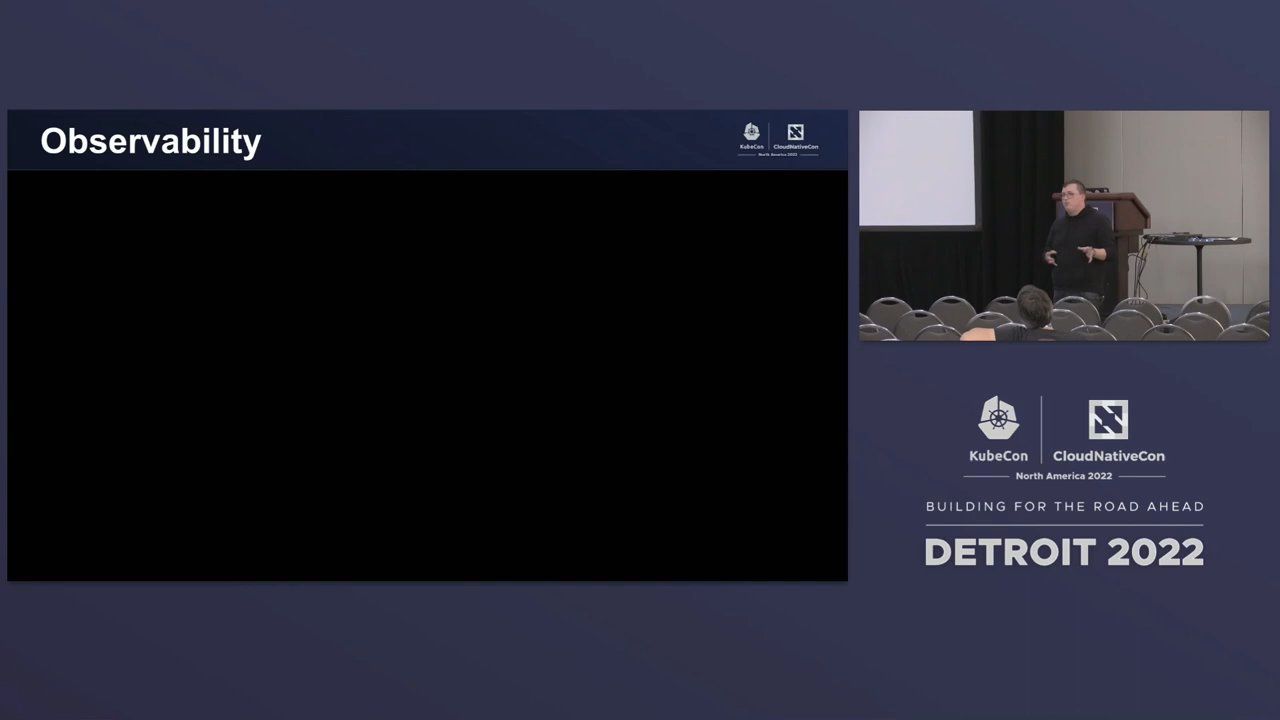 Observability
KubeCon
CloudNativeCon
North America 2022
KubeCon
CloudNativeCon
North America 2022
BUILDING FOR THE ROAD AHEAD
DETROIT 2022